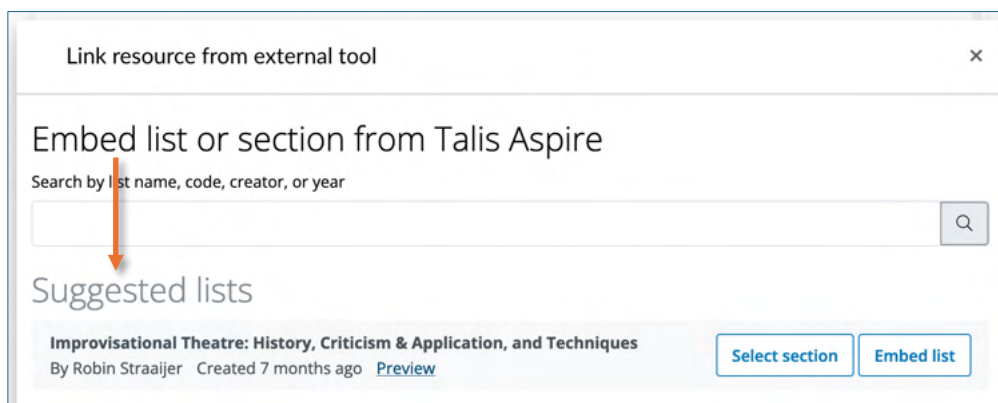 Link resource from external tool
×
Embed list or section from Talis Aspire
Search by list name, code, creator, or year
Suggested lists
Improvisational Theatre: History, Criticism & Application, and Techniques
By Robin Straaijer Created 7 months ago Preview
Select section Embed list